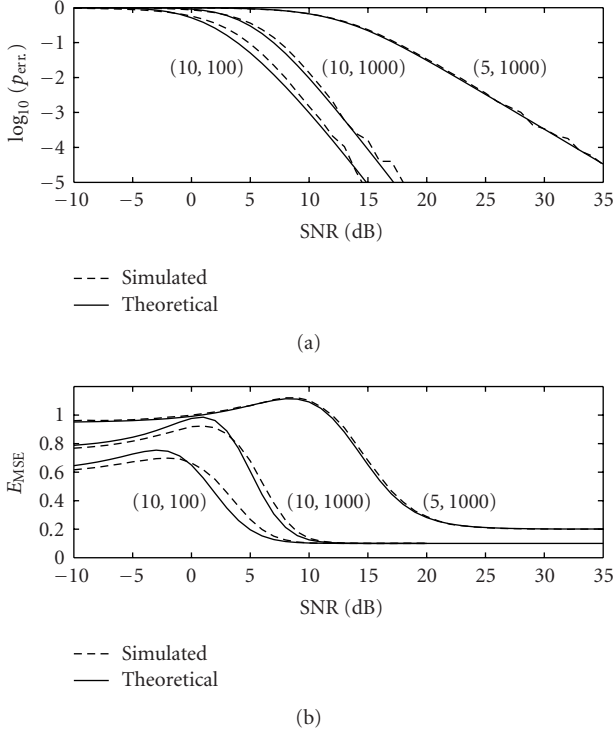 −0
−1
−2
−3
−4
−5
log10 (perr.)
(10, 100)
(10, 1000)
(5, 1000)
−10 −5 0 5 10 15 20 25 30 35
SNR (dB)
Simulated
Theoretical
(a)
1
0.8
0.6
0.4
0.2
0
EMSE
(10, 100)
(10, 1000)
(5, 1000)
−10 −5 0 5 10 15 20 25 30 35
SNR (dB)
Simulated
Theoretical
(b)